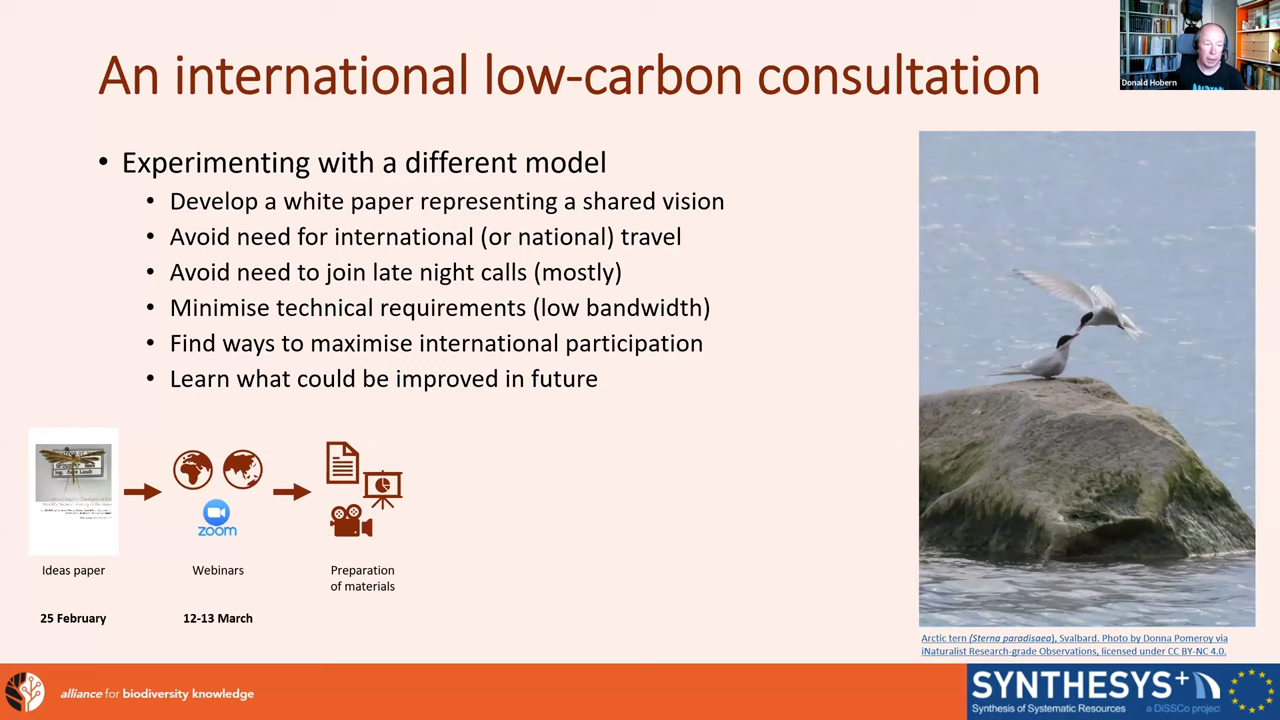 An international low-carbon consultation
Donald Hobern
• Experimenting with a different model
• Develop a white paper representing a shared vision
• Avoid need for international (or national) travel
• Avoid need to join late night calls (mostly)
• Minimise technical requirements (low bandwidth)
• Find ways to maximise international participation
• Learn what could be improved in future
zoom
Ideas paper
Webinars
Preparation
of materials
25 February
12-13 March
Arctic tern (Sterna paradisaea), Svalbard. Photo by Donna Pomeroy via
iNaturalist Research-grade Observations, licensed under CC BY-NC 4.0.
alliance for biodiversity knowledge
SYNTHESYS+
Synthesis of Systematic Resources
a DiSSCo project